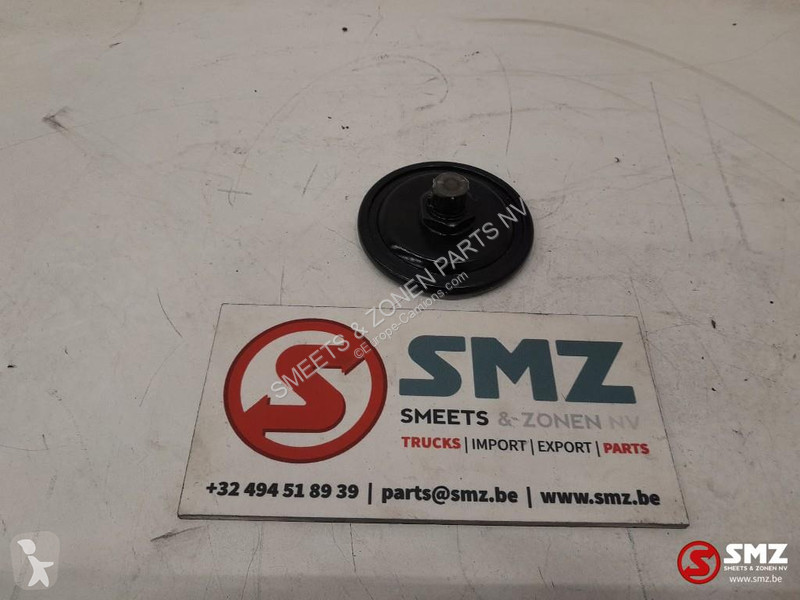 SMEETS & ZONEN PARTS NV
©Europe-Camions.com
S SMZ
SMEETS & ZONEN NV
TRUCKS | IMPORT | EXPORT | PARTS
+32 494 51 89 39 | parts@smz.be | www.smz.be
S SMZ
SMEETS & ZONEN NV
www.smz.be